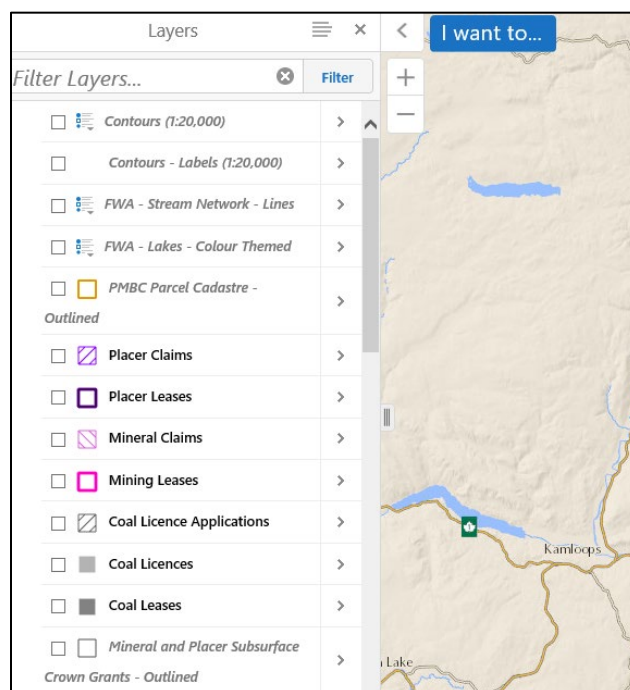 Layers
I want to...
Filter Layers...
Filter
Contours (1:20,000)
Contours - Labels (1:20,000)
FWA - Stream Network - Lines
FWA - Lakes - Colour Themed
PMBC Parcel Cadastre -
Outlined
Placer Claims
Placer Leases
Mineral Claims
Mining Leases
Coal Licence Applications
Coal Licences
Coal Leases
Mineral and Placer Subsurface
Crown Grants - Outlined
Kamloops
Lake